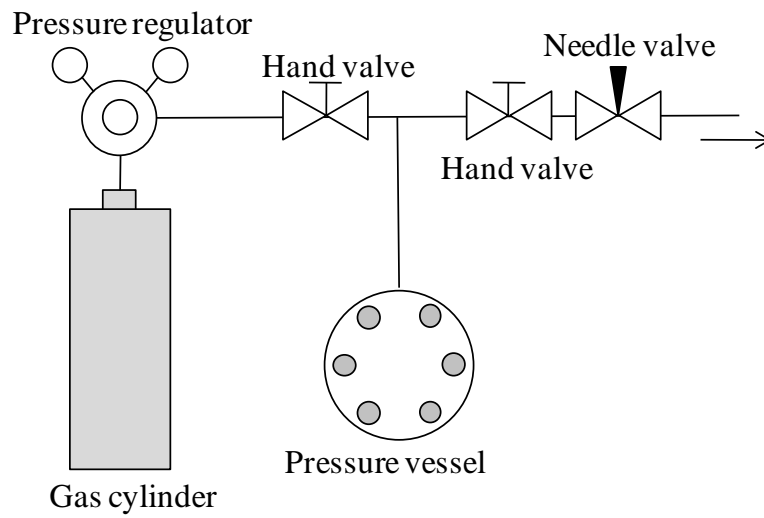 Pressure regulator
Needle valve
Hand valve
Hand valve
Pressure vessel
Gas cylinder